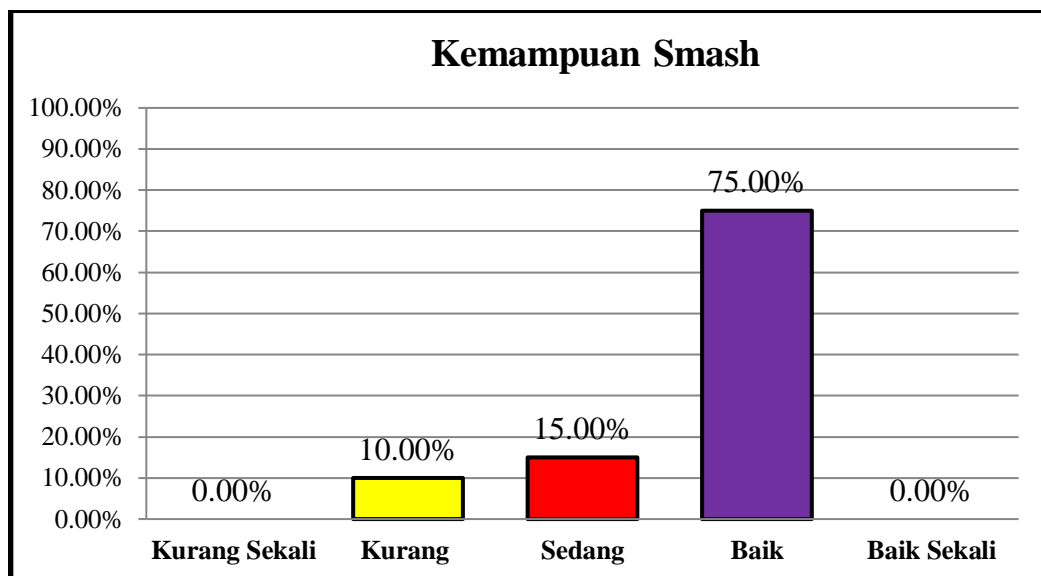 Kemampuan Smash
100.00%
90.00%
80.00%
70.00%
60.00%
50.00%
40.00%
30.00%
20.00%
10.00%
0.00%
0.00%
10.00%
15.00%
75.00%
0.00%
Kurang Sekali
Kurang
Sedang
Baik
Baik Sekali